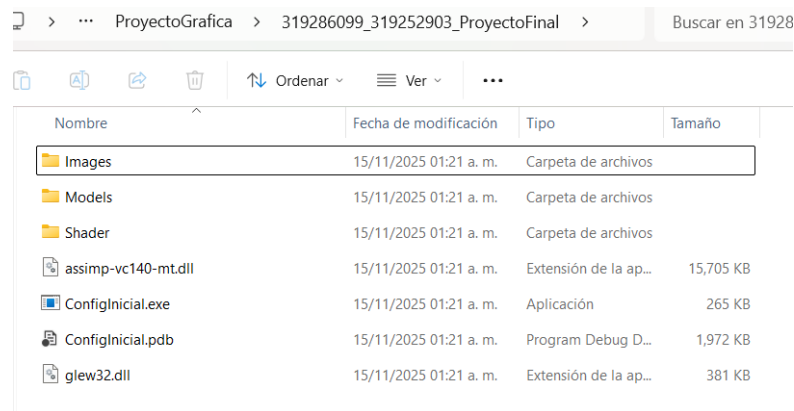 ProyectoGrafica > 319286099_319252903_ProyectoFinal > Buscar en 31928
Ordenar Ver
Nombre Fecha de modificación Tipo Tamaño
Images 15/11/2025 01:21 a. m. Carpeta de archivos
Models 15/11/2025 01:21 a. m. Carpeta de archivos
Shader 15/11/2025 01:21 a. m. Carpeta de archivos
assimp-vc140-mt.dll 15/11/2025 01:21 a. m. Extensión de la ap... 15,705 KB
ConfigInicial.exe 15/11/2025 01:21 a. m. Aplicación 265 KB
ConfigInicial.pdb 15/11/2025 01:21 a. m. Program Debug D... 1,972 KB
glew32.dll 15/11/2025 01:21 a. m. Extensión de la ap... 381 KB